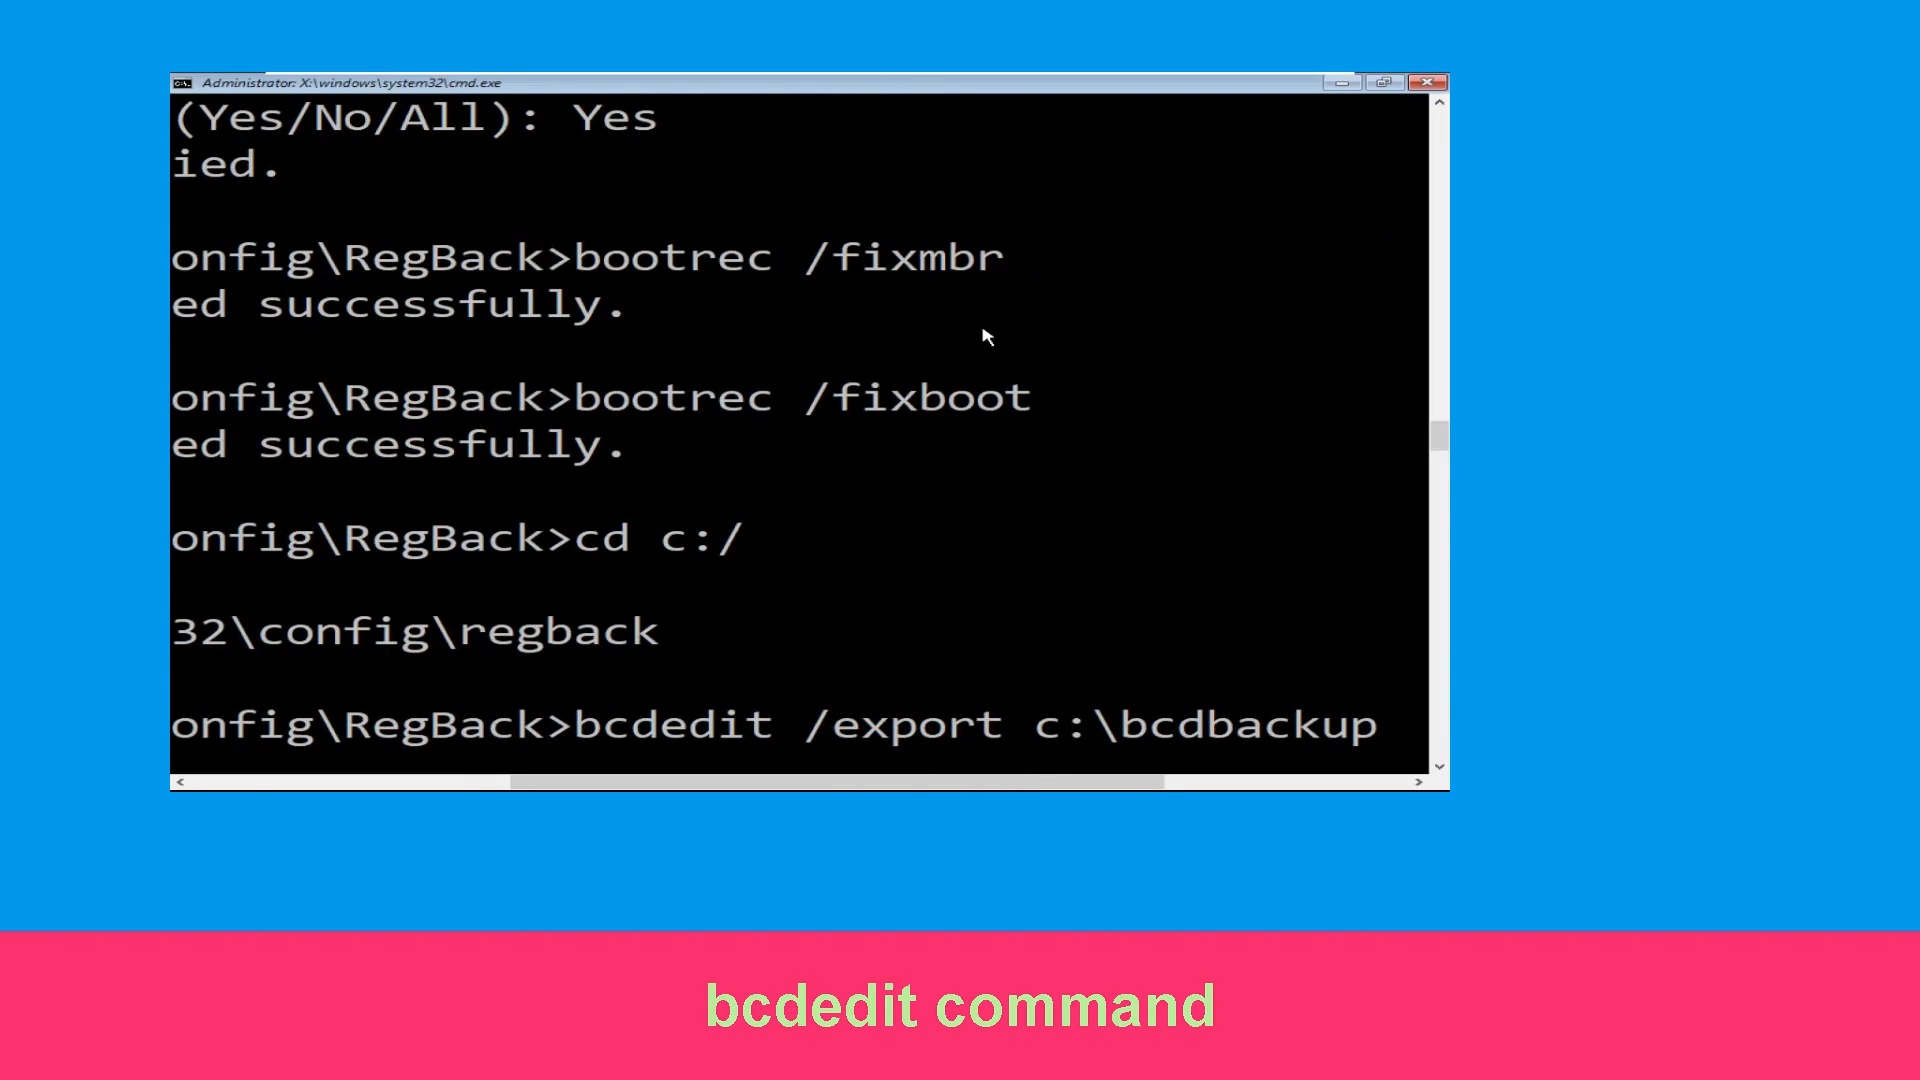 Administrator: X:\windows\system32\cmd.exe
(Yes/No/All): Yes
ied.
onfig\RegBack>bootrec /fixmbr
ed successfully.
onfig\RegBack>bootrec /fixboot
ed successfully.
onfig\RegBack>cd c:/
32\config\regback
onfig\RegBack>bcdedit /export c:\bcdbackup
bcdedit command